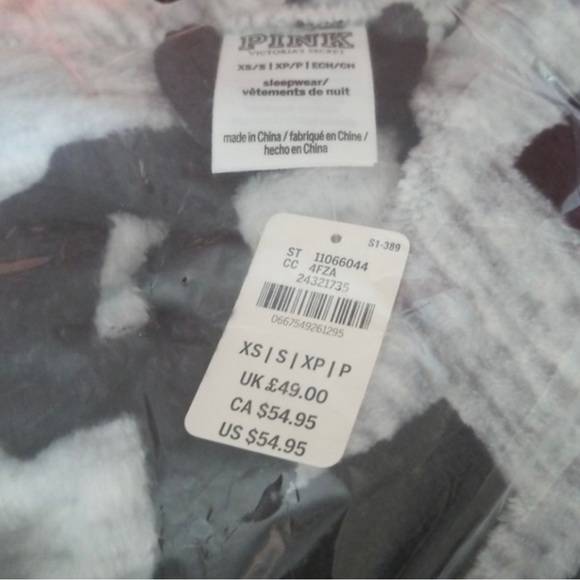 PINK
VICTORIA'S SECRET
XS/S | XP/P | ECH/CH
sleepwear/
vêtements de nuit
made in China / fabriqué en Chine /
hecho en China
S1-389
ST 11066044
CC 4FZA
24321735
0667549261295
XS | S | XP | P
UK £49.00
CA $54.95
US $54.95